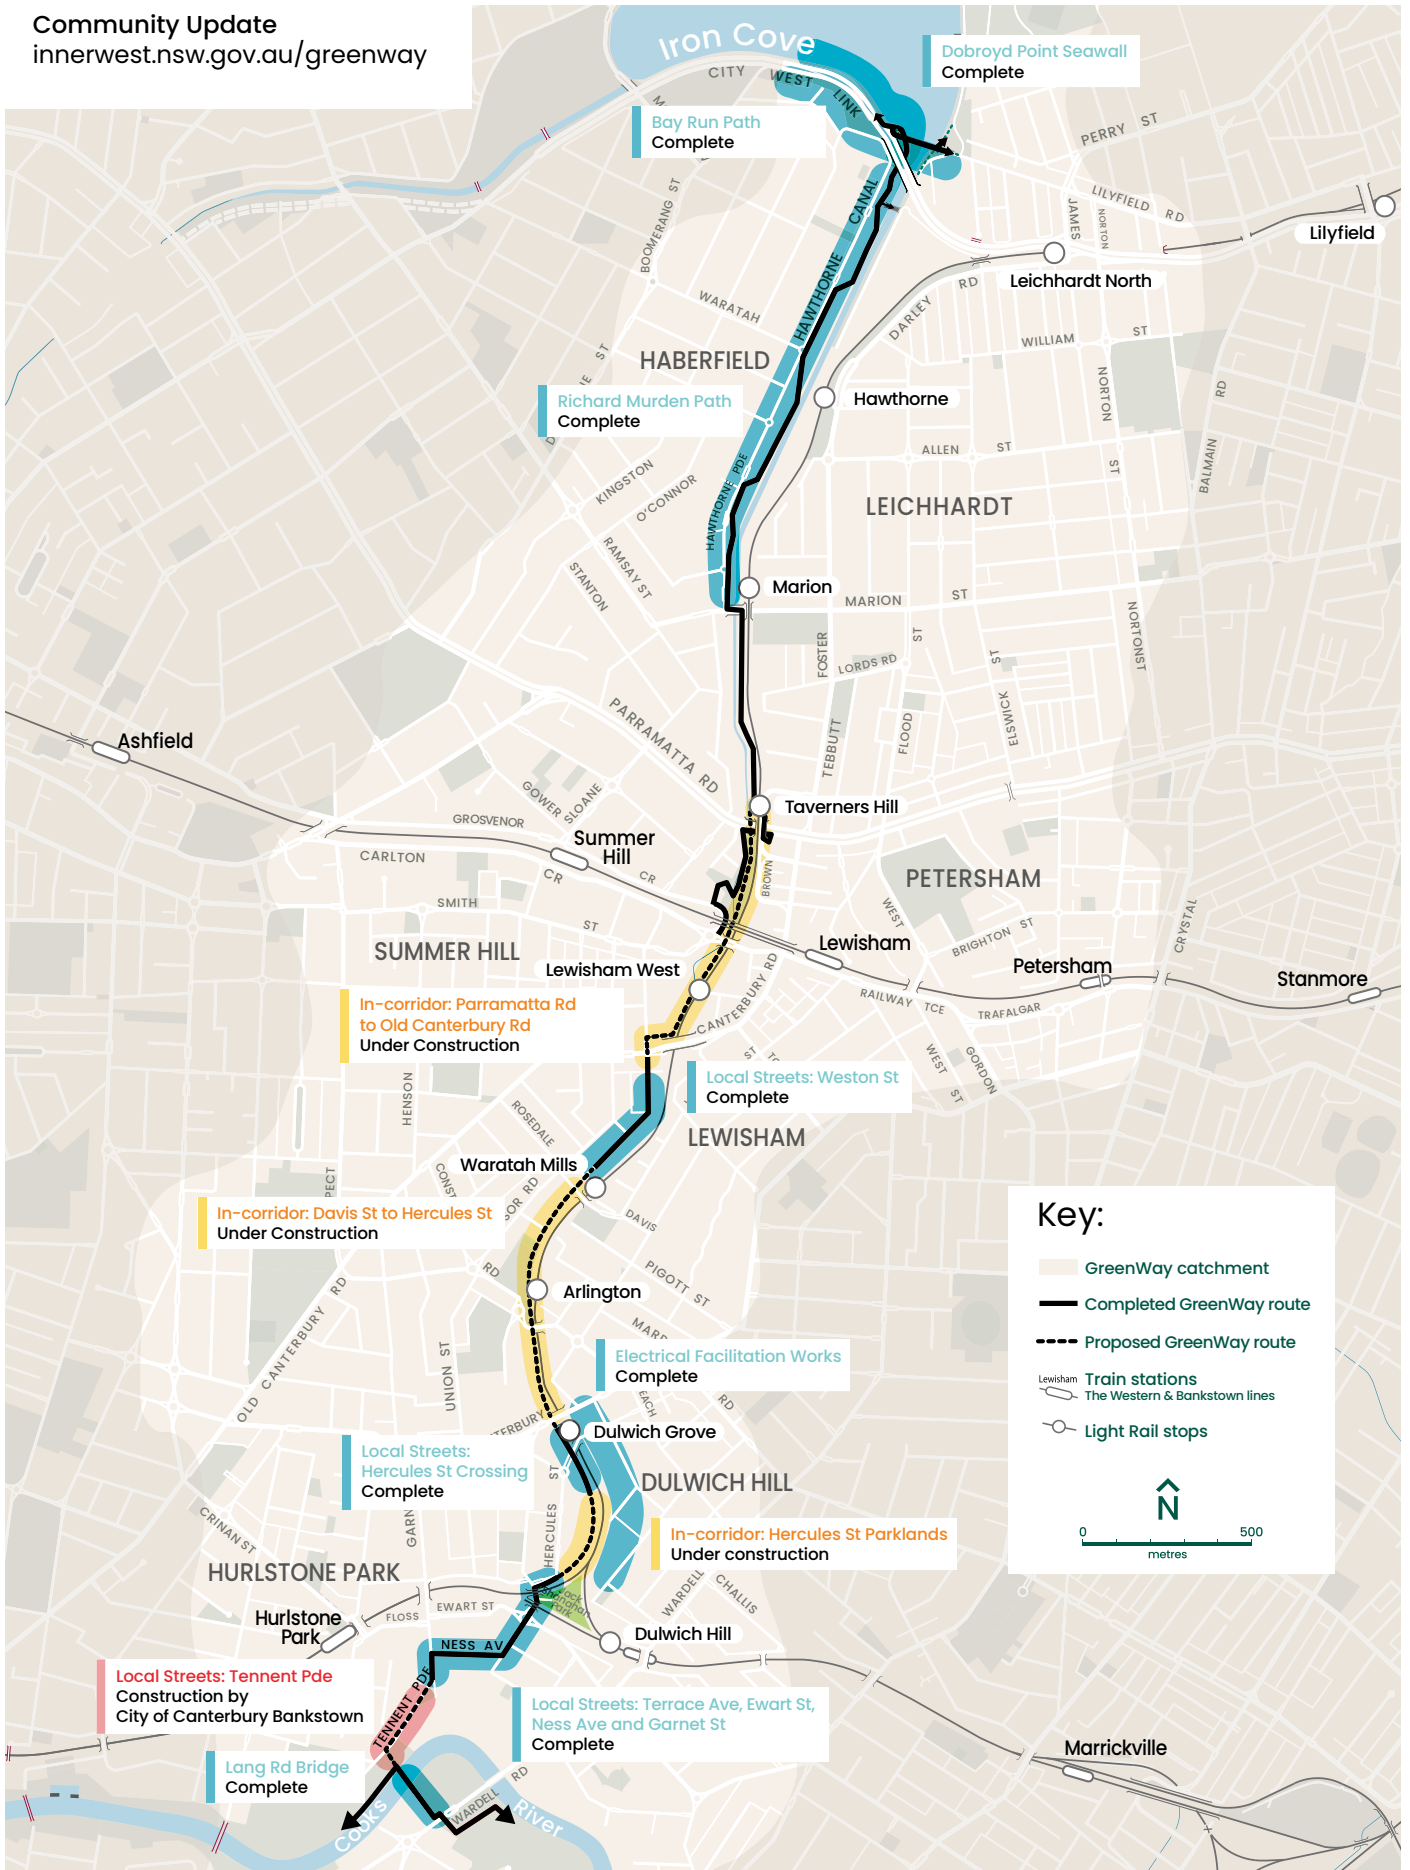 Community Update
innerwest.nsw.gov.au/greenway
Iron Cove
CITY WEST LINK
Dobroyd Point Seawall
Complete
Bay Run Path
Complete
PERRY ST
LILYFIELD RD
JAMES
NORTON
Lilyfield
Leichhardt North
CANAL
HAWTHORNE
BOOMERANG ST
WARATAH
DARLEY RD
WILLIAM ST
HABERFIELD
ST
Richard Murden Path
Complete
Hawthorne
NORTON ST
BALMAIN RD
ALLEN ST
KINGSTON
O'CONNOR
HAWTHORNE PDE
LEICHHARDT
RAMSAY ST
STANTON
Marion
MARION ST
FOSTER
ST
LORDS RD
ST
NORTONST
PARRAMATTA RD
TEBBUTT
FLOOD
ELSWICK
Ashfield
GOWER
SLOANE
Taverners Hill
GROSVENOR
Summer
Hill
CARLTON
CR
CR
BROWN
PETERSHAM
SMITH
ST
WEST
BRIGHTON ST
CRYSTAL
SUMMER HILL
Lewisham
Lewisham West
Petersham
Stanmore
CANTERBURY RD
RAILWAY TCE
TRAFALGAR
In-corridor: Parramatta Rd
to Old Canterbury Rd
Under Construction
ST
WEST ST
GORDON
Local Streets: Weston St
Complete
HENSON
ROSEDALE
LEWISHAM
Waratah Mills
In-corridor: Davis St to Hercules St
Under Construction
DAVIS
RD
PIGOTT ST
Arlington
OLD CANTERBURY RD
UNION ST
Electrical Facilitation Works
Complete
RD
Dulwich Grove
Local Streets:
Hercules St Crossing
Complete
DULWICH HILL
HERCULES ST
CRINAN ST
In-corridor: Hercules St Parklands
Under construction
HURLSTONE PARK
Jack
Shanahan
Park
WARDELL
CHALLIS
Hurlstone
Park
FLOSS
EWART ST
Dulwich Hill
NESS AV
Local Streets: Tennent Pde
Construction by
City of Canterbury Bankstown
TENNENT PDE
Local Streets: Terrace Ave, Ewart St,
Ness Ave and Garnet St
Complete
Lang Rd Bridge
Complete
WARDELL RD
Cooks River
Marrickville
Key:
GreenWay catchment
Completed GreenWay route
Proposed GreenWay route
Lewisham
Train stations
The Western & Bankstown lines
Light Rail stops
N
0 500
metres